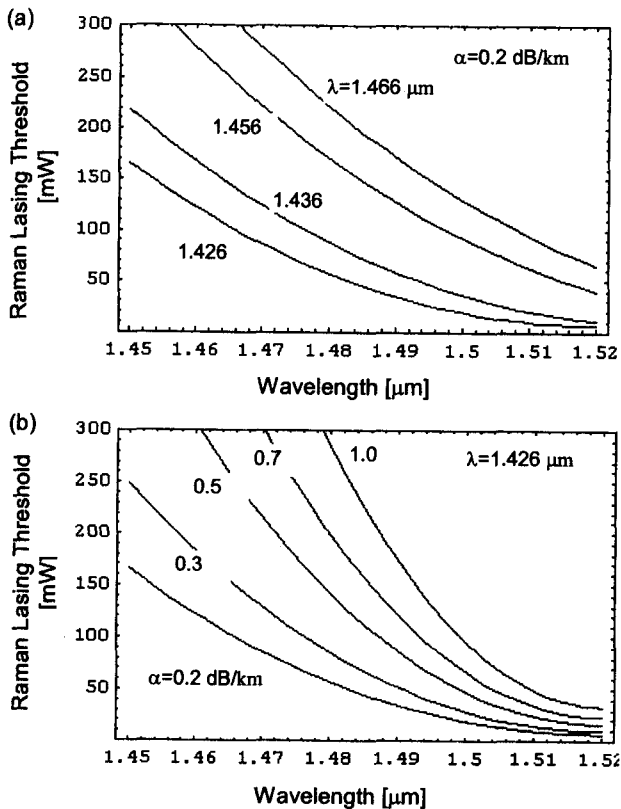 (a)
300
250
200
150
100
50
Raman Lasing Threshold
[mW]
α=0.2 dB/km
λ=1.466 μm
1.456
1.436
1.426
1.45 1.46 1.47 1.48 1.49 1.5 1.51 1.52
Wavelength [μm]
(b)
300
250
200
150
100
50
Raman Lasing Threshold
[mW]
0.7
1.0
λ=1.426 μm
0.5
0.3
α=0.2 dB/km
1.45 1.46 1.47 1.48 1.49 1.5 1.51 1.52
Wavelength [μm]